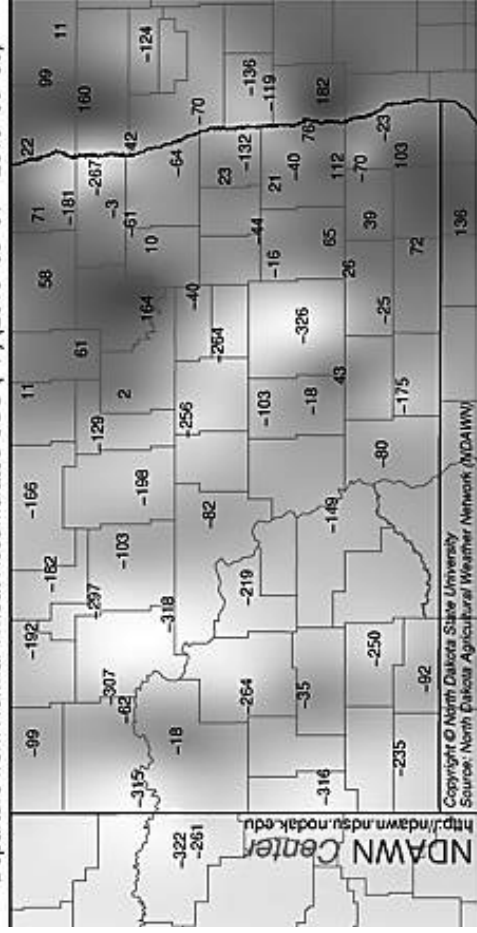 -99 -192 -182 -166 11 58 71 22 99 11
61 -181 160
-297 -129 -267
-307 -3
-62 -103 2 -61 42
-315 -198 164 10 -124
-318 -18 -64
-322 -256
-261 -82 -40 -70
-264 23
-264 -219 -103 -44 -132 -136
-16 21 -119
-35 -18 -326 -40
-316 -149 43 65 76 182
26 112
-250 -80 -25 39 -70 -23
-235 -175 103
-92 72
136
NDAWN Center
http://ndawn.ndsu.nodak.edu
Copyright © North Dakota State University
Source: North Dakota Agricultural Weather Network (NDAWN)